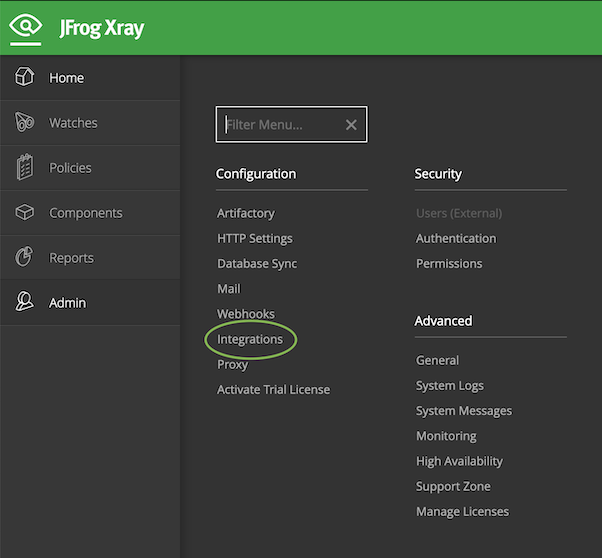 JFrog Xray
Home
Watches
Policies
Components
Reports
Admin
Filter Menu...
Configuration
Artifactory
HTTP Settings
Database Sync
Mail
Webhooks
Integrations
Proxy
Activate Trial License
Security
Users (External)
Authentication
Permissions
Advanced
General
System Logs
System Messages
Monitoring
High Availability
Support Zone
Manage Licenses